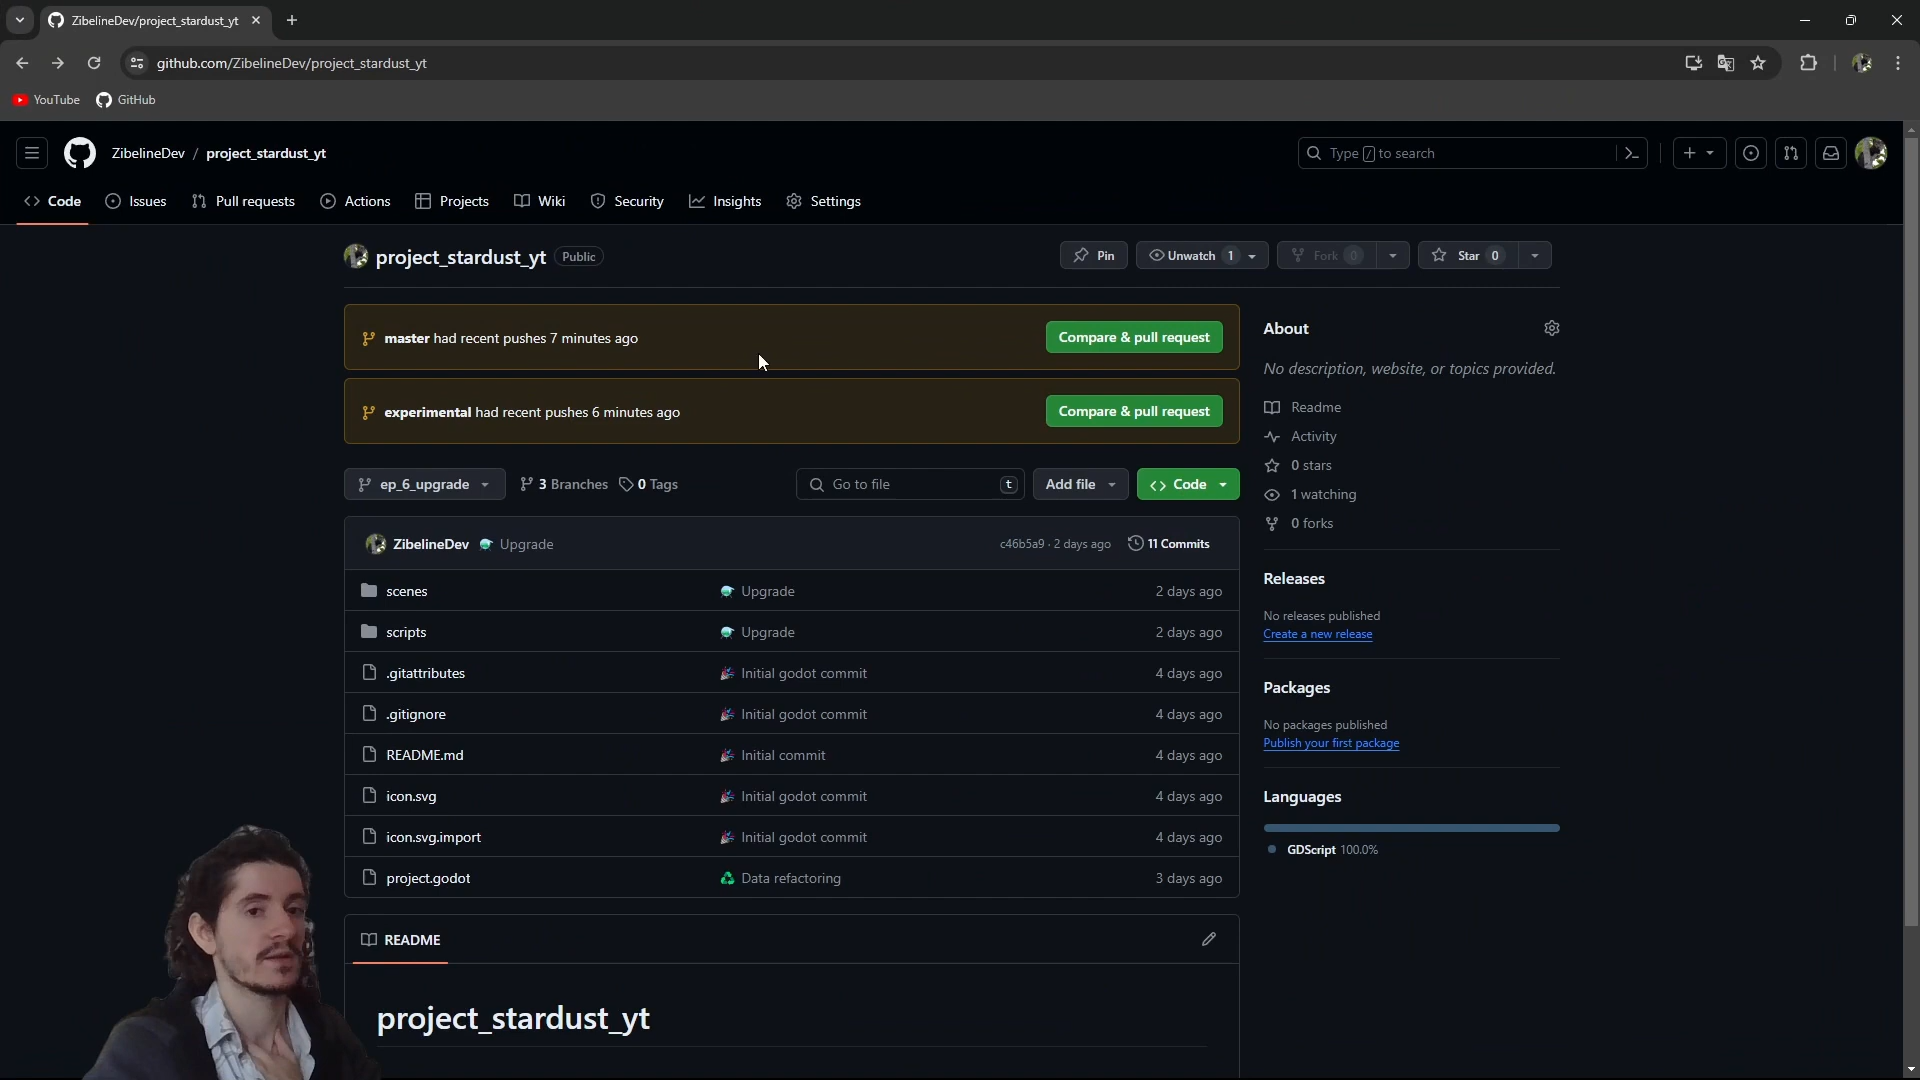 ZibelineDev/project_stardust_yt
github.com/ZibelineDev/project_stardust_yt
YouTube GitHub
ZibelineDev / project_stardust_yt
Type / to search
Code Issues Pull requests Actions Projects Wiki Security Insights Settings
project_stardust_yt Public
Pin Unwatch 1 Fork 0 Star 0
master had recent pushes 7 minutes ago Compare & pull request
experimental had recent pushes 6 minutes ago Compare & pull request
ep_6_upgrade 3 Branches 0 Tags Go to file t Add file Code
ZibelineDev Upgrade c46b5a9 · 2 days ago 11 Commits
scenes Upgrade 2 days ago
scripts Upgrade 2 days ago
.gitattributes Initial godot commit 4 days ago
.gitignore Initial godot commit 4 days ago
README.md Initial commit 4 days ago
icon.svg Initial godot commit 4 days ago
icon.svg.import Initial godot commit 4 days ago
project.godot Data refactoring 3 days ago
README
project_stardust_yt
About
No description, website, or topics provided.
Readme
Activity
0 stars
1 watching
0 forks
Releases
No releases published
Create a new release
Packages
No packages published
Publish your first package
Languages
GDScript 100.0%